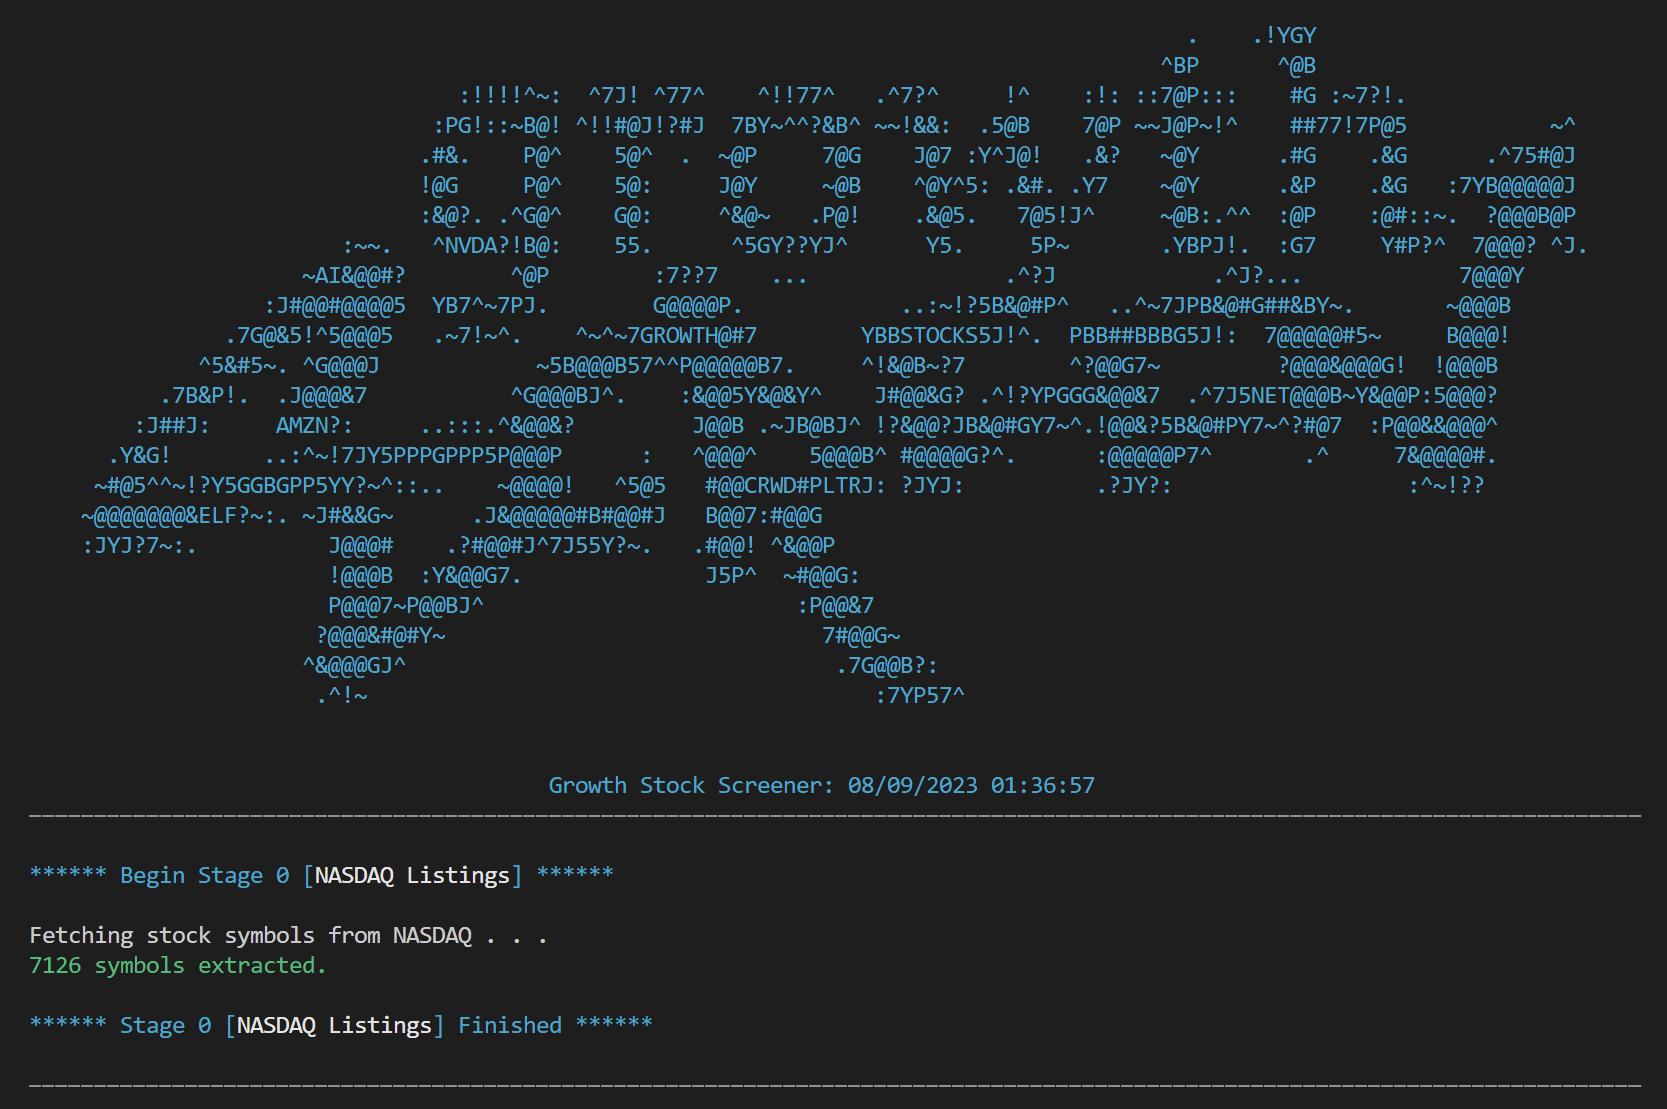 . .!YGY
^BP ^@B
:!!!!^~: ^7J! ^77^ ^!!77^ .^7?^ !^ :!: ::7@P::: #G :~7?!.
:PG!::~B@! ^!!#@J!?#J 7BY~^^?&B^ ~~!&&: .5@B 7@P ~~J@P~!^ ##77!7P@5 ~^
.#&. P@^ 5@^ . ~@P 7@G J@7 :Y^J@! .&? ~@Y .#G .&G .^75#@J
!@G P@^ 5@: J@Y ~@B ^@Y^5: .&#. .Y7 ~@Y .&P .&G :7YB@@@@@J
:&@?. .^G@^ G@: ^&@~ .P@! .&@5. 7@5!J^ ~@B:.^^ :@P :@#::~. ?@@@B@P
:~~. ^NVDA?!B@: 55. ^5GY??YJ^ Y5. 5P~ .YBPJ!. :G7 Y#P?^ 7@@@? ^J.
~AI&@@#? ^@P :7??7 ... .^?J .^J?... 7@@@Y
:J#@@#@@@@5 YB7^~7PJ. G@@@@P. ..:~!?5B&@#P^ ..^~7JPB&@#G##&BY~. ~@@@B
.7G@&5!^5@@@5 .~7!~^. ^~^~7GROWTH@#7 YBBSTOCKS5J!^. PBB##BBBG5J!: 7@@@@@#5~ B@@@!
^5&#5~. ^G@@@J ~5B@@@B57^^P@@@@@B7. ^!&@B~?7 ^?@@G7~ ?@@@&@@@G! !@@@B
.7B&P!. .J@@@&7 ^G@@@BJ^. :&@@5Y&@&Y^ J#@@&G? .^!?YPGGG&@@&7 .^7J5NET@@@B~Y&@@P:5@@@?
:J##J: AMZN?: ..:::.^&@@&? J@@B .~JB@BJ^ !?&@@?JB&@#GY7~^.!@@&?5B&@#PY7~^?#@7 :P@@&&@@@^
.Y&G! ..:^~!7JY5PPPGPPP5P@@@P : ^@@@^ 5@@@B^ #@@@@G?^. :@@@@@P7^ .^ 7&@@@@#.
~#@5^^~!?Y5GGBGPP5YY?~^::.. ~@@@@! ^5@5 #@@CRWD#PLTRJ: ?JYJ: .?JY?: :^~!??
~@@@@@@@&ELF?~:. ~J#&&G~ .J&@@@@@#B#@@#J B@@7:#@@G
:JYJ?7~:. J@@@# .?#@@#J^7J55Y?~. .#@@! ^&@@P
!@@@B :Y&@@G7. J5P^ ~#@@G:
P@@@7~P@@BJ^ :P@@&7
?@@@&#@#Y~ 7#@@G~
^&@@@GJ^ .7G@@B?:
.^!~ :7YP57^
Growth Stock Screener: 08/09/2023 01:36:57
****** Begin Stage 0 [NASDAQ Listings] ******
Fetching stock symbols from NASDAQ . . .
7126 symbols extracted.
****** Stage 0 [NASDAQ Listings] Finished ******